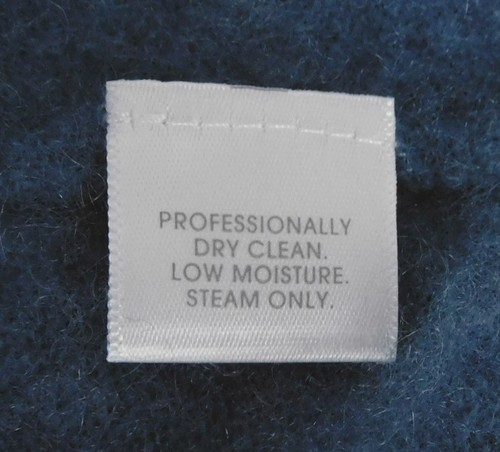 PROFESSIONALLY
DRY CLEAN.
LOW MOISTURE.
STEAM ONLY.